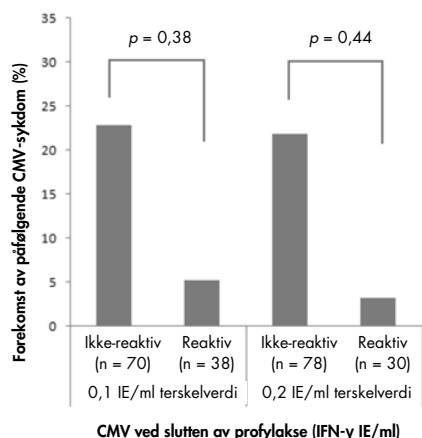 Forekomst av påfølgende CMV-sykdom (%)
35
30
25
20
15
10
5
0
p = 0,38
p = 0,44
Ikke-reaktiv Reaktiv Ikke-reaktiv Reaktiv
(n = 70) (n = 38) (n = 78) (n = 30)
0,1 IE/ml terskelverdi 0,2 IE/ml terskelverdi
CMV ved slutten av profylakse (IFN-γ IE/ml)